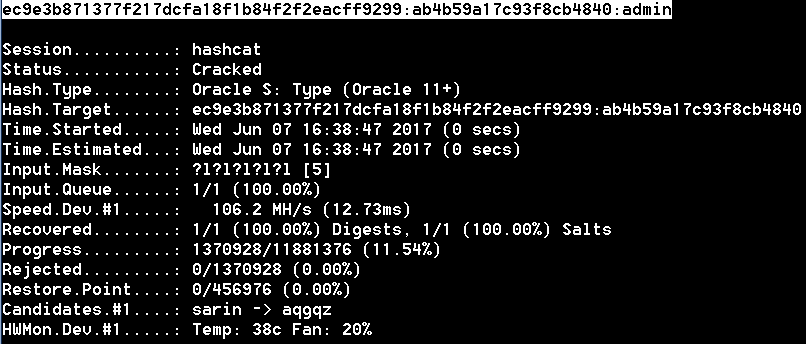 ec9e3b871377f217dcfa18f1b84f2f2eacff9299:ab4b59a17c93f8cb4840:admin
Session..........: hashcat
Status...........: Cracked
Hash.Type........: Oracle S: Type (Oracle 11+)
Hash.Target......: ec9e3b871377f217dcfa18f1b84f2f2eacff9299:ab4b59a17c93f8cb4840
Time.Started.....: Wed Jun 07 16:38:47 2017 (0 secs)
Time.Estimated...: Wed Jun 07 16:38:47 2017 (0 secs)
Input.Mask.......: ?l?l?l?l?l [5]
Input.Queue......: 1/1 (100.00%)
Speed.Dev.#1.....: 106.2 MH/s (12.73ms)
Recovered........: 1/1 (100.00%) Digests, 1/1 (100.00%) Salts
Progress.........: 1370928/11881376 (11.54%)
Rejected.........: 0/1370928 (0.00%)
Restore.Point....: 0/456976 (0.00%)
Candidates.#1....: sarin -> aqgqz
HWMon.Dev.#1.....: Temp: 38c Fan: 20%